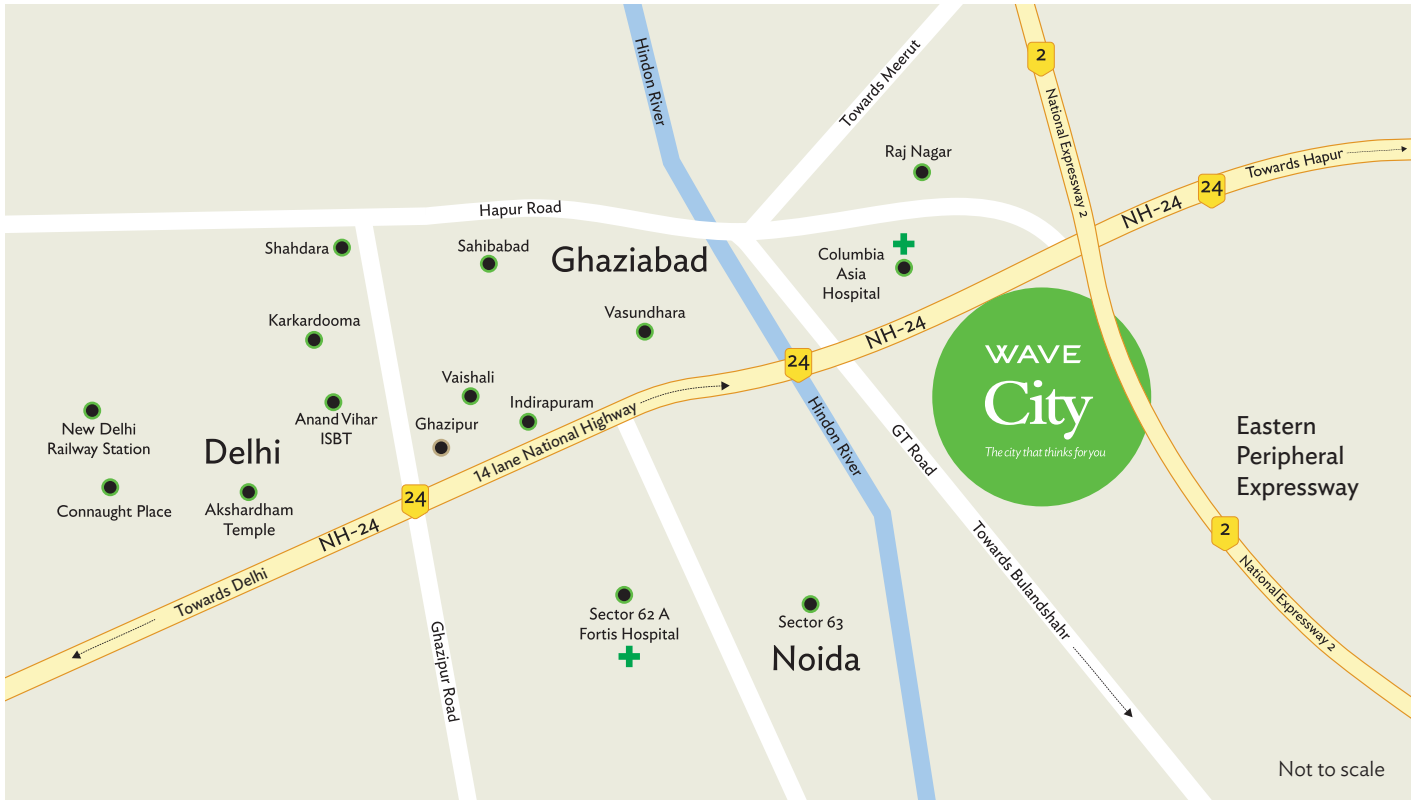 Hindon River
Towards Meerut
2
National Expressway 2
Raj Nagar
Towards Hapur
24
NH-24
Hapur Road
Shahdara
Sahibabad
Ghaziabad
Columbia
Asia
Hospital
Karkardooma
Vasundhara
NH-24
24
WAVE
City
The city that thinks for you
Vaishali
Indirapuram
Anand Vihar
ISBT
Ghazipur
14 lane National Highway
New Delhi
Railway Station
Delhi
Hindon River
GT Road
Eastern
Peripheral
Expressway
Connaught Place
Akshardham
Temple
24
NH-24
Towards Delhi
2
National Expressway 2
Towards Bulandshahr
Sector 62 A
Fortis Hospital
Sector 63
Noida
Ghazipur Road
Not to scale